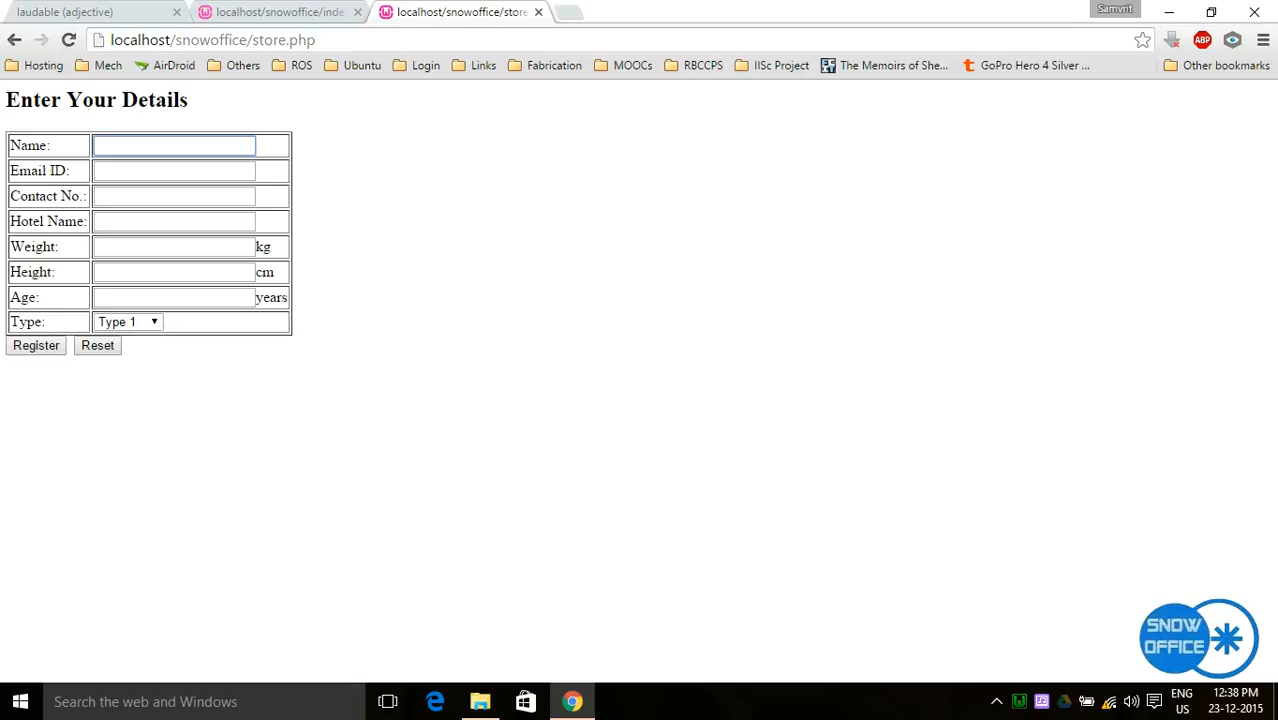 laudable (adjective)
localhost/snowoffice/inde
localhost/snowoffice/store
Samvrit
localhost/snowoffice/store.php
ABP
Hosting Mech AirDroid Others ROS Ubuntu Login Links Fabrication MOOCs RBCCPS IISc Project The Memoirs of She... GoPro Hero 4 Silver ... Other bookmarks
Enter Your Details
Name:
Email ID:
Contact No.:
Hotel Name:
Weight: kg
Height: cm
Age: years
Type: Type 1
Register Reset
SNOW
OFFICE
Search the web and Windows
ENG
US
12:38 PM
23-12-2015